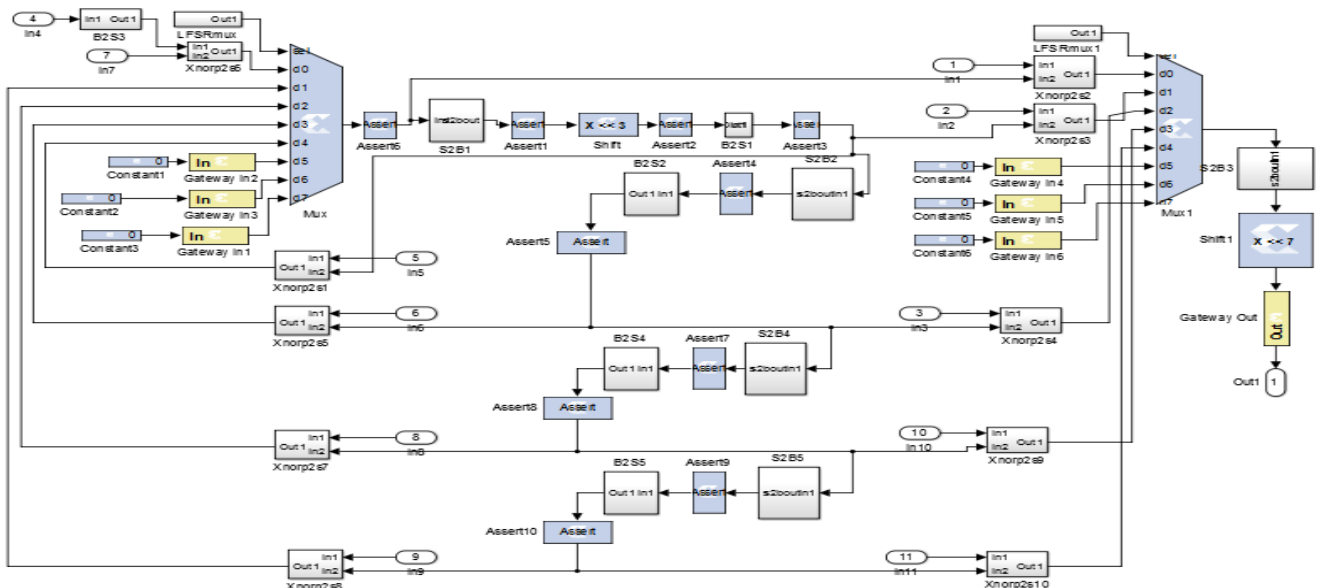 4
In4
In1 Out1
B2S3
Out1
LFSRmux
7
In7
In1
In2
Out1
Xnorp2s6
sel
d0
d1
d2
d3
d4
d5
d6
d7
Mux
0
Constant1
In
Gateway In2
0
Constant2
In
Gateway In3
0
Constant3
In
Gateway In1
Assert
Assert6
S2B1
Assert
Assert1
X << 3
Shift
Assert
Assert2
B2S1
Assert3
1
In1
2
In2
Out1
LFSRmux1
In1
In2
Out1
Xnorp2s2
In1
In2
Out1
Xnorp2s3
d0
d1
d2
d3
d4
d5
d6
d7
Mux1
0
Constant4
In
Gateway In4
0
Constant5
In
Gateway In5
0
Constant6
In
Gateway In6
S2B3
s2boutIn1
X << 7
Shift1
Gateway Out
Out
Out1
1
B2S2
Out1 In1
Assert4
Assert
S2B2
s2boutIn1
Assert5
Assert
In1
In2
Out1
Xnorp2s1
5
In5
In1
In2
Out1
Xnorp2s5
6
In6
3
In3
In1
In2
Out1
Xnorp2s4
B2S4
Out1 In1
Assert7
Assert
S2B4
s2boutIn1
Assert8
Assert
In1
In2
Out1
Xnorp2s7
8
In8
10
In10
In1
In2
Out1
Xnorp2s9
B2S5
Out1 In1
Assert9
Assert
S2B5
s2boutIn1
Assert10
Assert
In1
In2
Out1
Xnorp2s8
9
In9
11
In11
In1
In2
Out1
Xnorp2s10